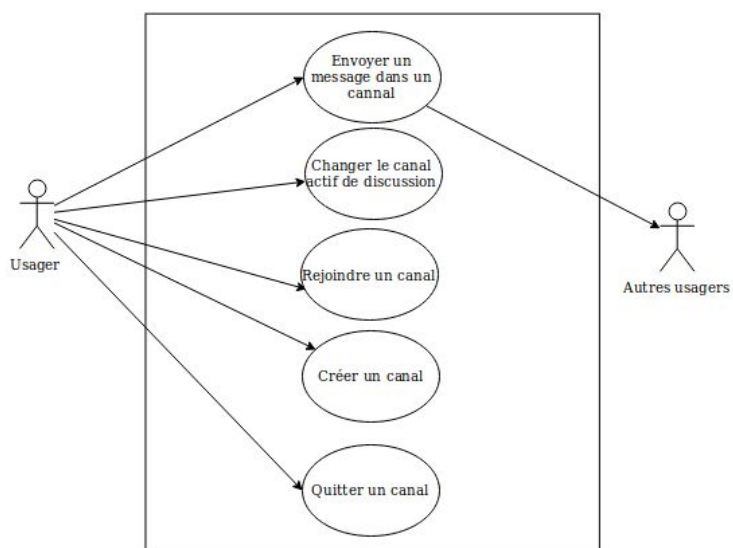 Envoyer un
message dans un
cannal
Changer le canal
actif de discussion
Usager
Autres usagers
Rejoindre un canal
Créer un canal
Quitter un canal